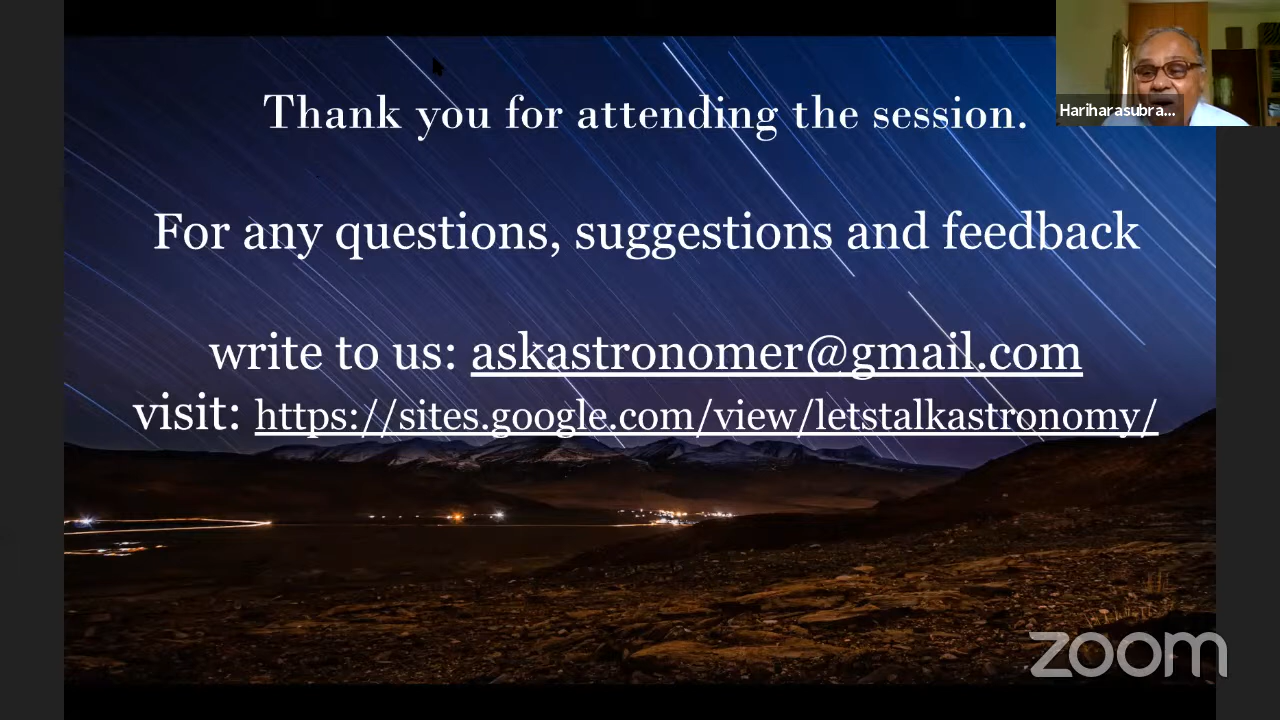 Thank you for attending the session.
Hariharasubra...
For any questions, suggestions and feedback
write to us: askastronomer@gmail.com
visit: https://sites.google.com/view/letstalkastronomy/
zoom